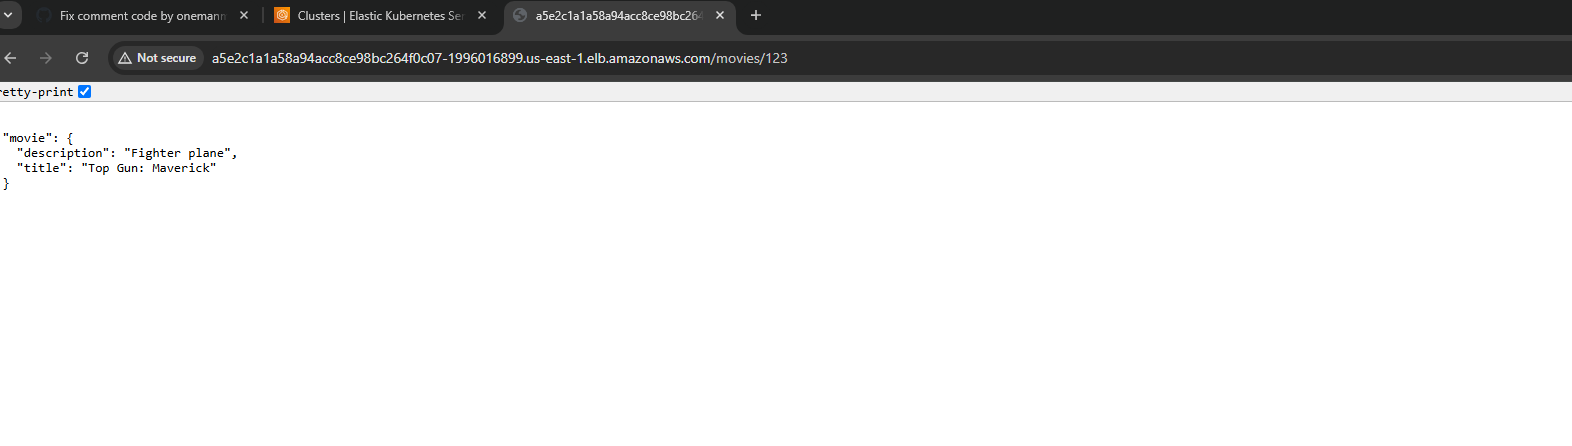 Fix comment code by onemann
Clusters | Elastic Kubernetes Ser
a5e2c1a1a58a94acc8ce98bc264
Not secure
a5e2c1a1a58a94acc8ce98bc264f0c07-1996016899.us-east-1.elb.amazonaws.com/movies/123
retty-print
"movie": {
"description": "Fighter plane",
"title": "Top Gun: Maverick"
}